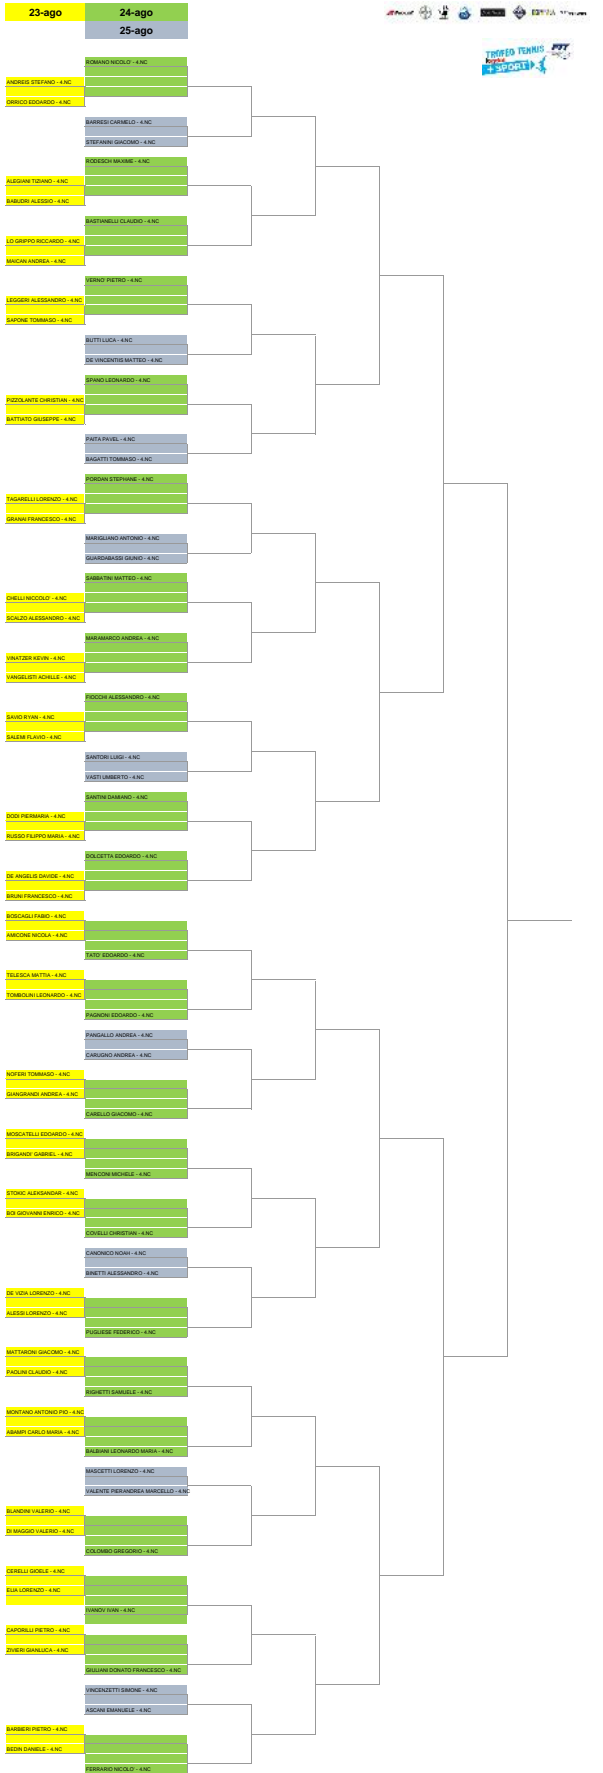 23-ago 24-ago
25-ago
TROFEO TENNIS FIT
+SPORT
ROMANO NICOLO' - 4.NC
ANDREIS STEFANO - 4.NC
ORRICO EDOARDO - 4.NC
BARRESI CARMELO - 4.NC
STEFANINI GIACOMO - 4.NC
RODESCH MAXIME - 4.NC
ALEGIANI TIZIANO - 4.NC
BABUDRI ALESSIO - 4.NC
BASTIANELLI CLAUDIO - 4.NC
LO GRIPPO RICCARDO - 4.NC
MAICAN ANDREA - 4.NC
VERNO' PIETRO - 4.NC
LEGGERI ALESSANDRO - 4.NC
SAPONE TOMMASO - 4.NC
BUTTI LUCA - 4.NC
DE VINCENTIIS MATTEO - 4.NC
SPANO LEONARDO - 4.NC
PIZZOLANTE CHRISTIAN - 4.NC
BATTIATO GIUSEPPE - 4.NC
PAITA PAVEL - 4.NC
BAGATTI TOMMASO - 4.NC
PORDAN STEPHANE - 4.NC
TAGARELLI LORENZO - 4.NC
GRANAI FRANCESCO - 4.NC
MARIGLIANO ANTONIO - 4.NC
GUARDABASSI GIUNIO - 4.NC
SABBATINI MATTEO - 4.NC
CHELLI NICCOLO' - 4.NC
SCALZO ALESSANDRO - 4.NC
MARAMARCO ANDREA - 4.NC
VINATZER KEVIN - 4.NC
VANGELISTI ACHILLE - 4.NC
FIOCCHI ALESSANDRO - 4.NC
SAVIO RYAN - 4.NC
SALEMI FLAVIO - 4.NC
SANTORI LUIGI - 4.NC
VASTI UMBERTO - 4.NC
SANTINI DAMIANO - 4.NC
DODI PIERMARIA - 4.NC
RUSSO FILIPPO MARIA - 4.NC
DOLCETTA EDOARDO - 4.NC
DE ANGELIS DAVIDE - 4.NC
BRUNI FRANCESCO - 4.NC
BOSCAGLI FABIO - 4.NC
AMICONE NICOLA - 4.NC
TATO' EDOARDO - 4.NC
TELESCA MATTIA - 4.NC
TOMBOLINI LEONARDO - 4.NC
PAGNONI EDOARDO - 4.NC
PANGALLO ANDREA - 4.NC
CARUGNO ANDREA - 4.NC
NOFERI TOMMASO - 4.NC
GIANGRANDI ANDREA - 4.NC
CARELLO GIACOMO - 4.NC
MOSCATELLI EDOARDO - 4.NC
BRIGANDI' GABRIEL - 4.NC
MENCONI MICHELE - 4.NC
STOKIC ALEKSANDAR - 4.NC
BOI GIOVANNI ENRICO - 4.NC
COVELLI CHRISTIAN - 4.NC
CANONICO NOAH - 4.NC
BINETTI ALESSANDRO - 4.NC
DE VIZIA LORENZO - 4.NC
ALESSI LORENZO - 4.NC
PUGLIESE FEDERICO - 4.NC
MATTARONI GIACOMO - 4.NC
PAOLINI CLAUDIO - 4.NC
RIGHETTI SAMUELE - 4.NC
MONTANO ANTONIO PIO - 4.NC
ABAMPI CARLO MARIA - 4.NC
BALBIANI LEONARDO MARIA - 4.NC
MASCETTI LORENZO - 4.NC
VALENTE PIERANDREA MARCELLO - 4.NC
BLANDINI VALERIO - 4.NC
DI MAGGIO VALERIO - 4.NC
COLOMBO GREGORIO - 4.NC
CERELLI GIOELE - 4.NC
ELIA LORENZO - 4.NC
IVANOV IVAN - 4.NC
CAPORILLI PIETRO - 4.NC
ZIVIERI GIANLUCA - 4.NC
GIULIANI DONATO FRANCESCO - 4.NC
VINCENZETTI SIMONE - 4.NC
ASCANI EMANUELE - 4.NC
BARBIERI PIETRO - 4.NC
BEDIN DANIELE - 4.NC
FERRARIO NICOLO' - 4.NC